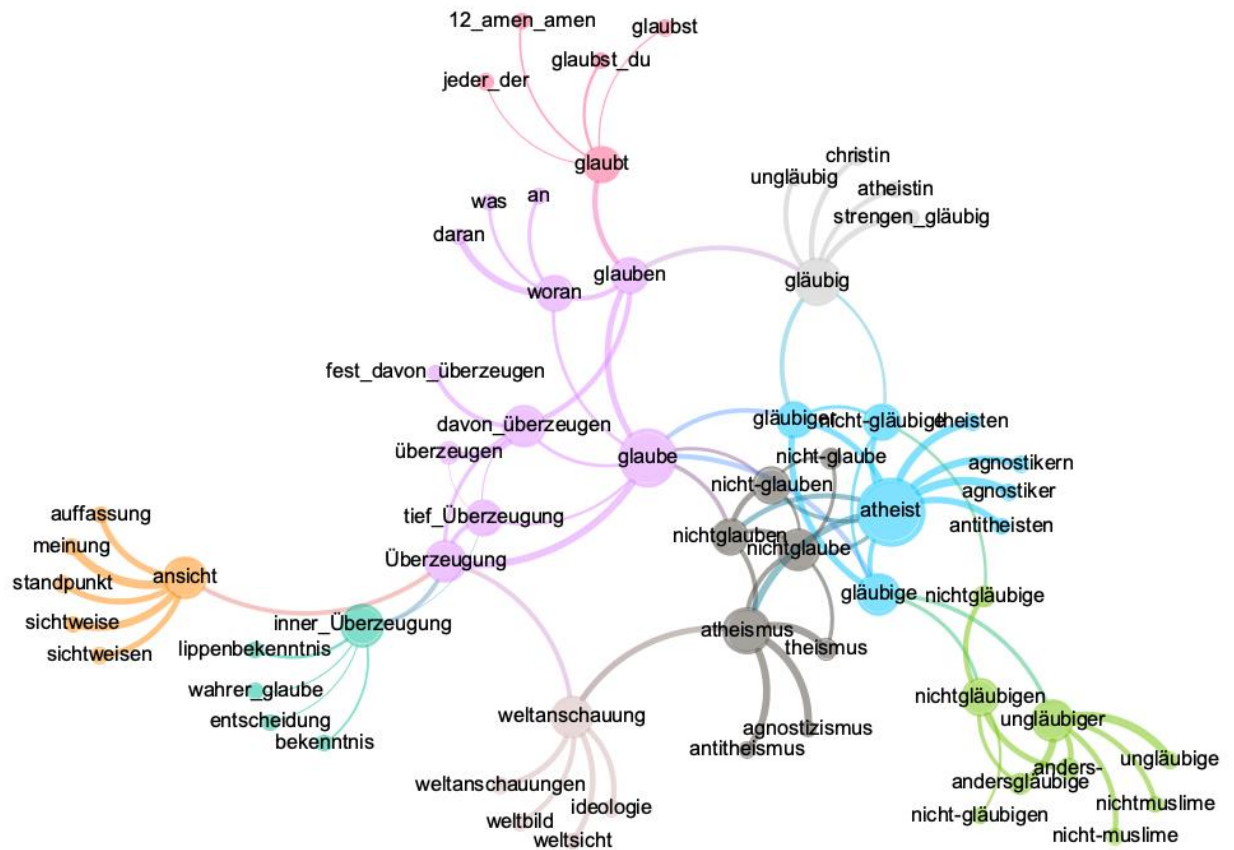 12_amen_amen
glaubst
glaubst_du
jeder_der
glaubt
christin
ungläubig
atheistin
strengen_gläubig
was
an
daran
glauben
gläubig
woran
fest_davon_überzeugen
davon_überzeugen
gläubiger
nicht-gläubige
theisten
überzeugen
glaube
nicht-glaube
agnostikern
nicht-glauben
agnostiker
atheist
antitheisten
auffassung
tief_Überzeugung
meinung
nichtglauben
nichtglaube
ansicht
Überzeugung
standpunkt
gläubige
nichtgläubige
sichtweise
inner_Überzeugung
atheismus
sichtweisen
lippenbekenntnis
theismus
wahrer_glaube
nichtgläubigen
entscheidung
weltanschauung
ungläubiger
bekenntnis
agnostizismus
antitheismus
ungläubige
anders-
weltanschauungen
andersgläubige
ideologie
nichtmuslime
weltbild
nicht-gläubigen
weltsicht
nicht-muslime